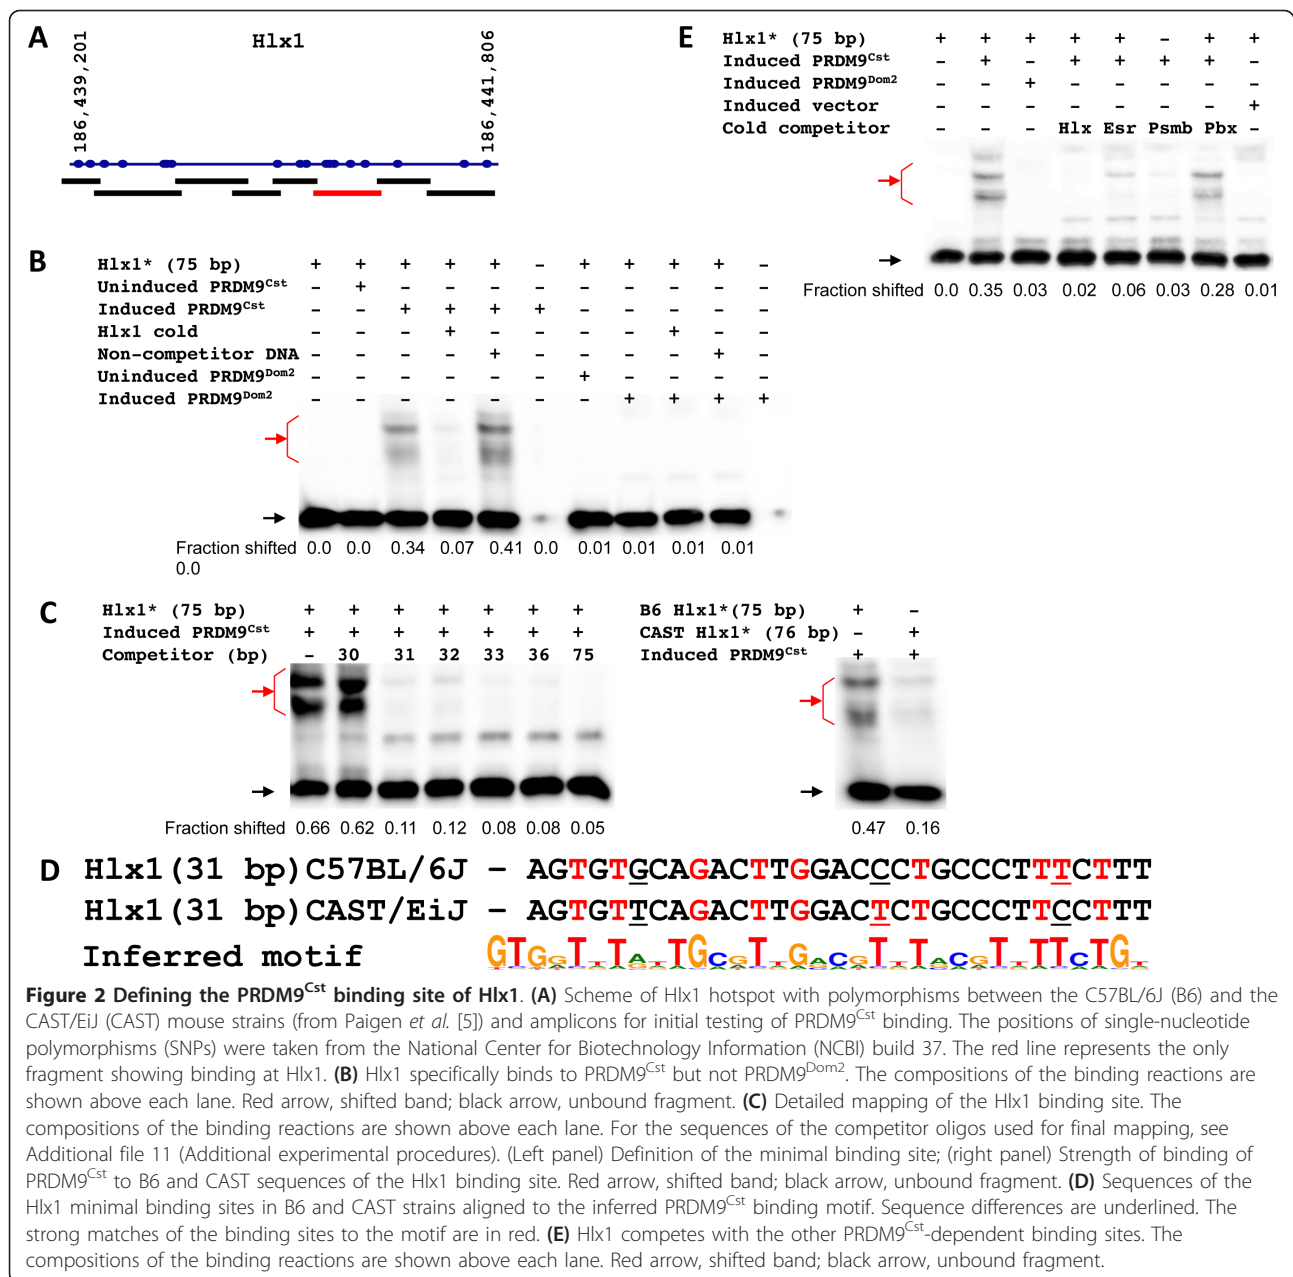 A
Hlx1
186,439,201
186,441,806
B
Hlx1* (75 bp) + + + + + – + + + + –
Uninduced PRDM9Cst – + – – – – – – – – –
Induced PRDM9Cst – – + + + + – – – – –
Hlx1 cold – – – + – – – – + – –
Non-competitor DNA – – – – + – – – – + –
Uninduced PRDM9Dom2 – – – – – – + – – – –
Induced PRDM9Dom2 – – – – – – – + + + +
Fraction shifted 0.0 0.0 0.34 0.07 0.41 0.0 0.01 0.01 0.01 0.01
0.0
E
Hlx1* (75 bp) + + + + + – + +
Induced PRDM9Cst – + – + + + + –
Induced PRDM9Dom2 – – + – – – – –
Induced vector – – – – – – – +
Cold competitor – – – Hlx Esr Psmb Pbx –
Fraction shifted 0.0 0.35 0.03 0.02 0.06 0.03 0.28 0.01
C
Hlx1* (75 bp) + + + + + + +
Induced PRDM9Cst + + + + + + +
Competitor (bp) – 30 31 32 33 36 75
Fraction shifted 0.66 0.62 0.11 0.12 0.08 0.08 0.05
B6 Hlx1*(75 bp) + –
CAST Hlx1* (76 bp) – +
Induced PRDM9Cst + +
0.47 0.16
D
Hlx1(31 bp)C57BL/6J – AGTGTGCAGACTTGGACCCTGCCCTTTCTTT
Hlx1(31 bp)CAST/EiJ – AGTGTTCAGACTTGGACTCTGCCCTTCCTTT
Inferred motif
Figure 2 Defining the PRDM9Cst binding site of Hlx1. (A) Scheme of Hlx1 hotspot with polymorphisms between the C57BL/6J (B6) and the
CAST/EiJ (CAST) mouse strains (from Paigen et al. [5]) and amplicons for initial testing of PRDM9Cst binding. The positions of single-nucleotide
polymorphisms (SNPs) were taken from the National Center for Biotechnology Information (NCBI) build 37. The red line represents the only
fragment showing binding at Hlx1. (B) Hlx1 specifically binds to PRDM9Cst but not PRDM9Dom2. The compositions of the binding reactions are
shown above each lane. Red arrow, shifted band; black arrow, unbound fragment. (C) Detailed mapping of the Hlx1 binding site. The
compositions of the binding reactions are shown above each lane. For the sequences of the competitor oligos used for final mapping, see
Additional file 11 (Additional experimental procedures). (Left panel) Definition of the minimal binding site; (right panel) Strength of binding of
PRDM9Cst to B6 and CAST sequences of the Hlx1 binding site. Red arrow, shifted band; black arrow, unbound fragment. (D) Sequences of the
Hlx1 minimal binding sites in B6 and CAST strains aligned to the inferred PRDM9Cst binding motif. Sequence differences are underlined. The
strong matches of the binding sites to the motif are in red. (E) Hlx1 competes with the other PRDM9Cst-dependent binding sites. The
compositions of the binding reactions are shown above each lane. Red arrow, shifted band; black arrow, unbound fragment.